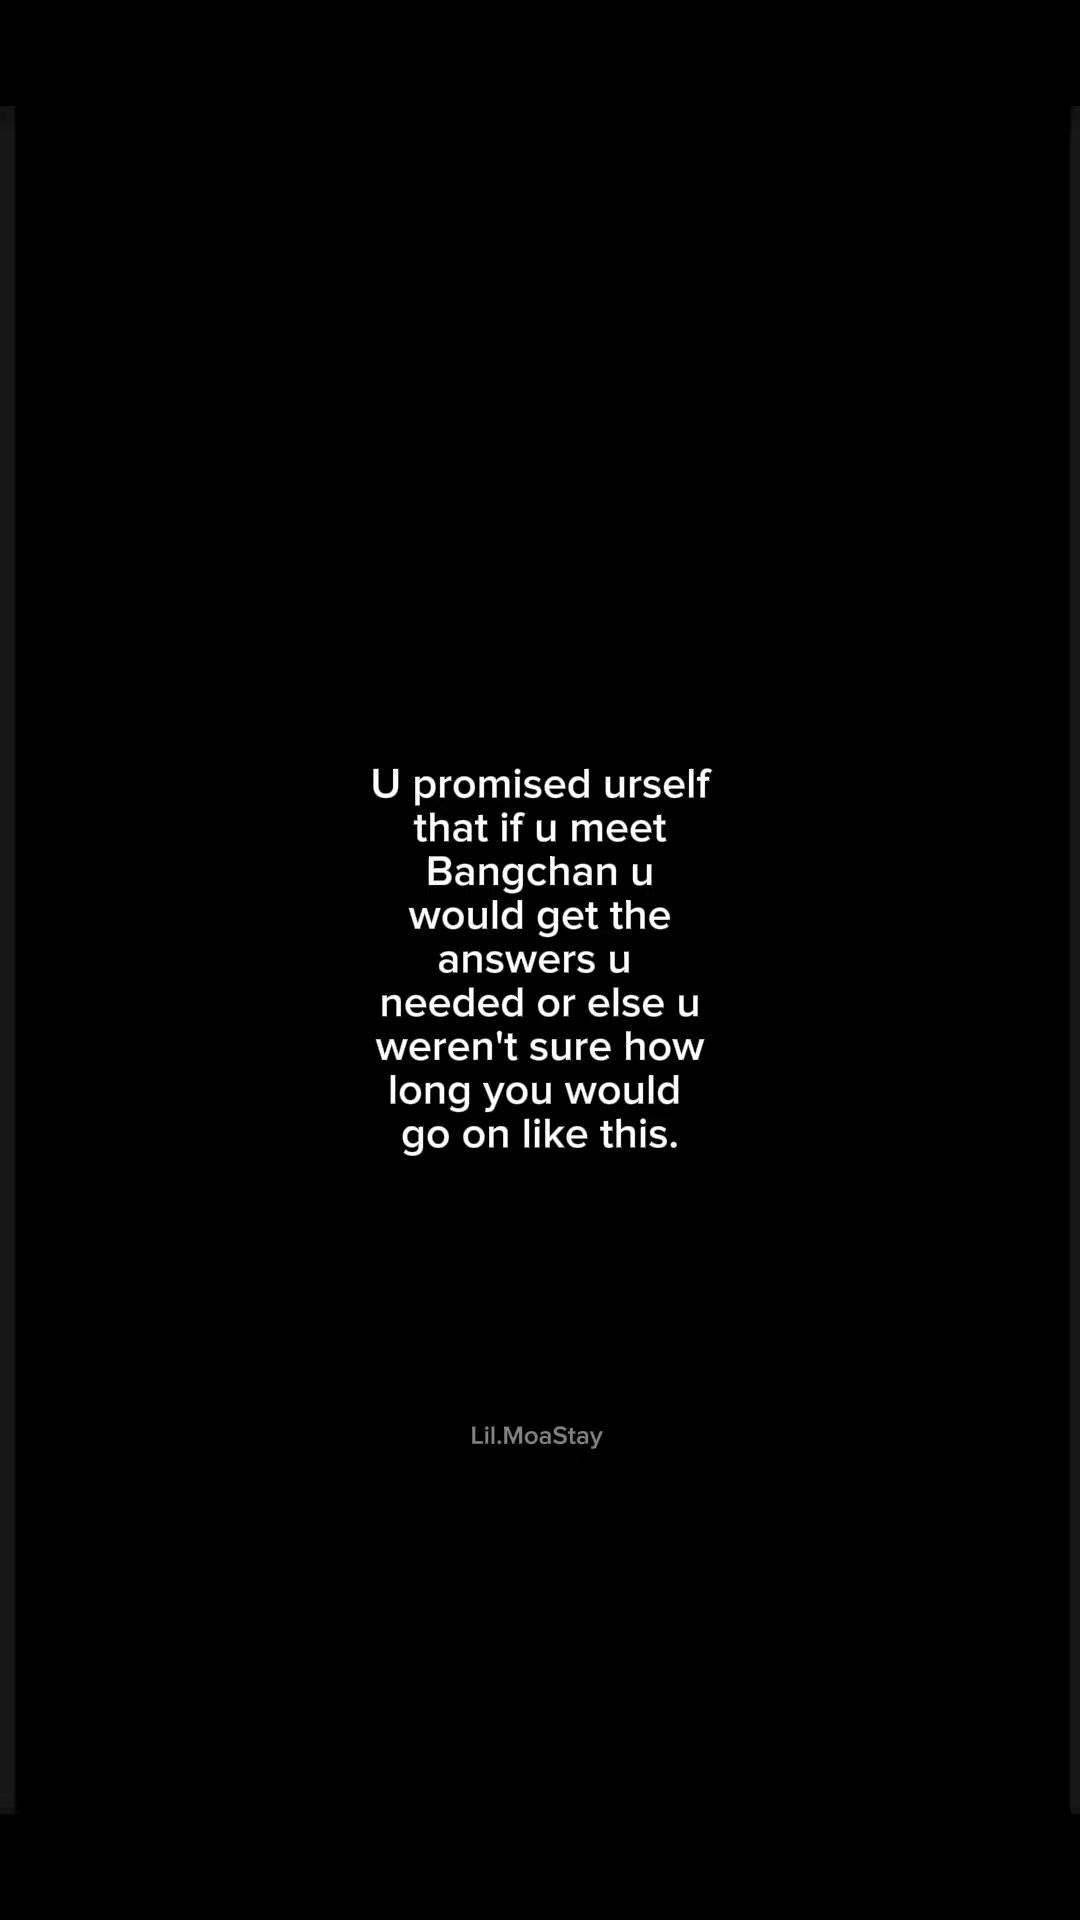 U promised urself
that if u meet
Bangchan u
would get the
answers u
needed or else u
weren't sure how
long you would
go on like this.
Lil.MoaStay